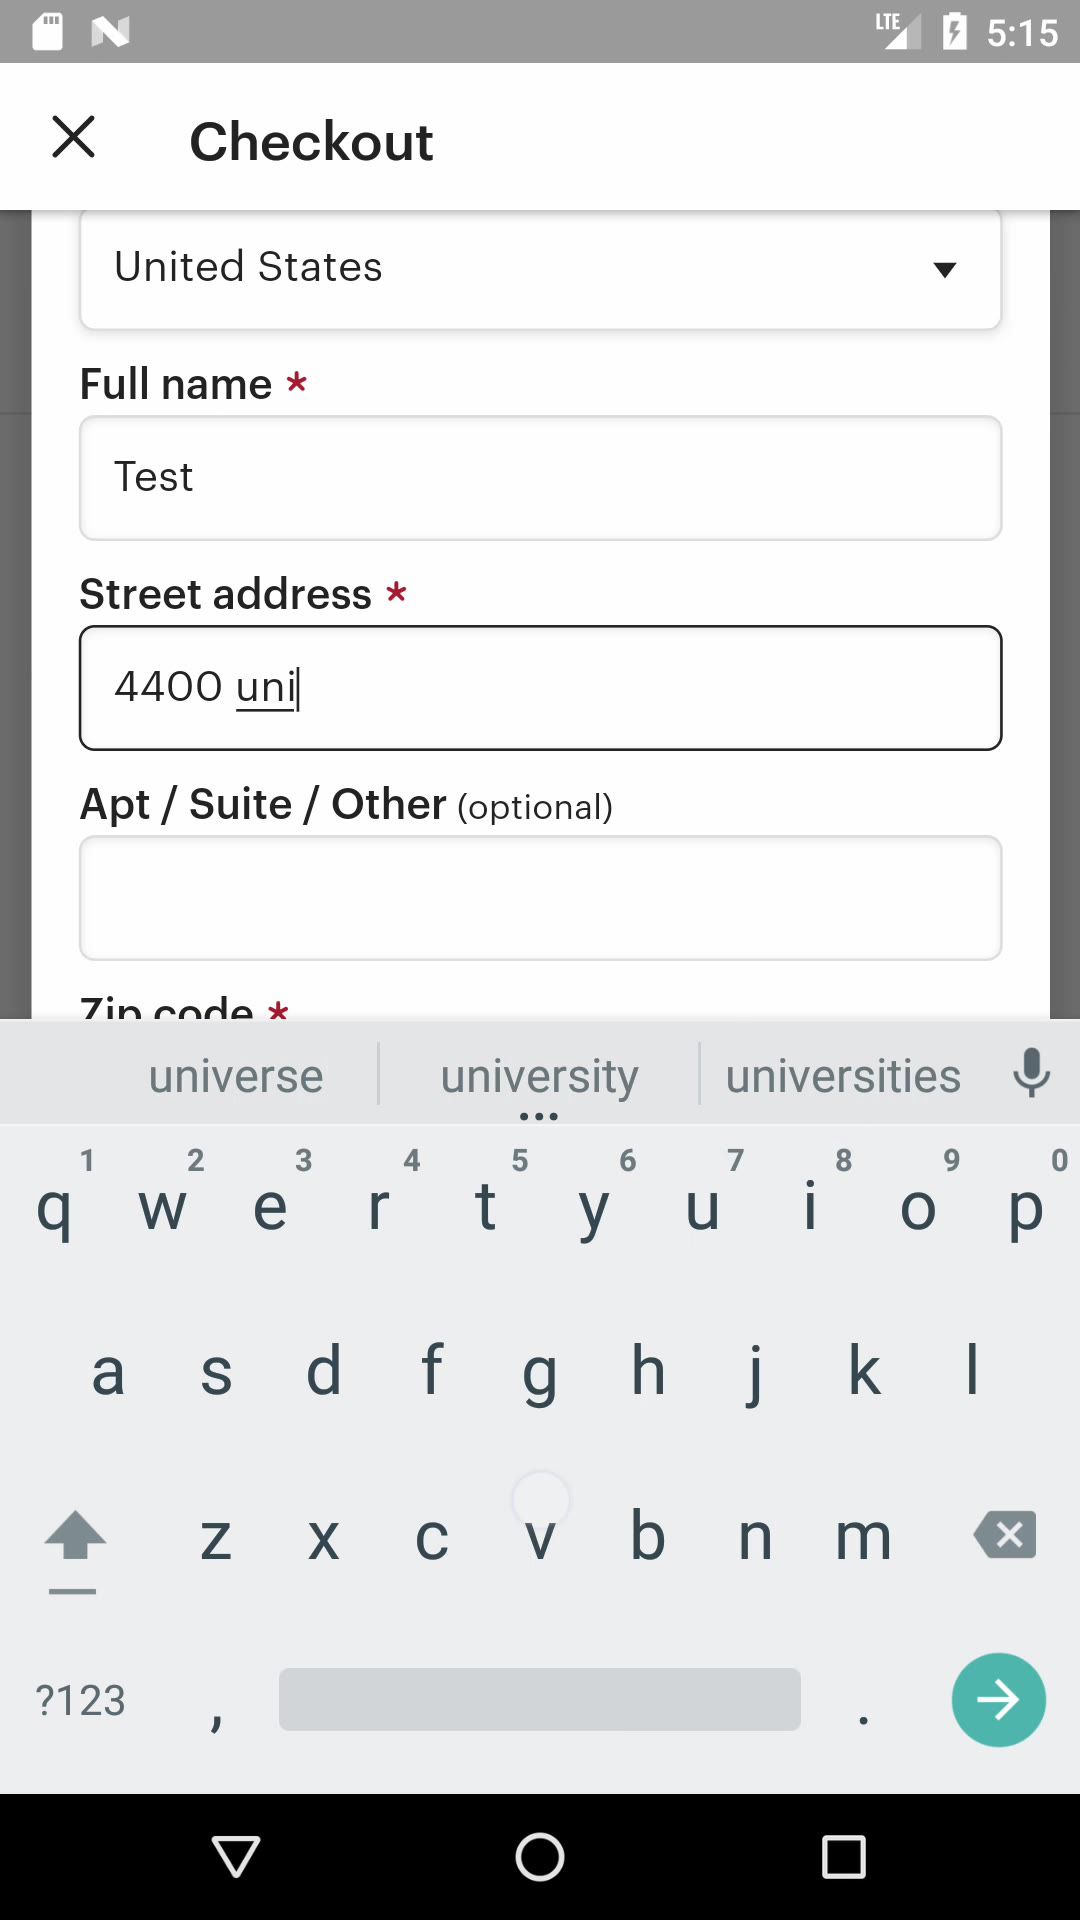 LTE 5:15
Checkout
United States
Full name *
Test
Street address *
4400 uni
Apt / Suite / Other (optional)
Zip code *
universe university universities
1 2 3 4 5 6 7 8 9 0
q w e r t y u i o p
a s d f g h j k l
z x c v b n m
?123 , .